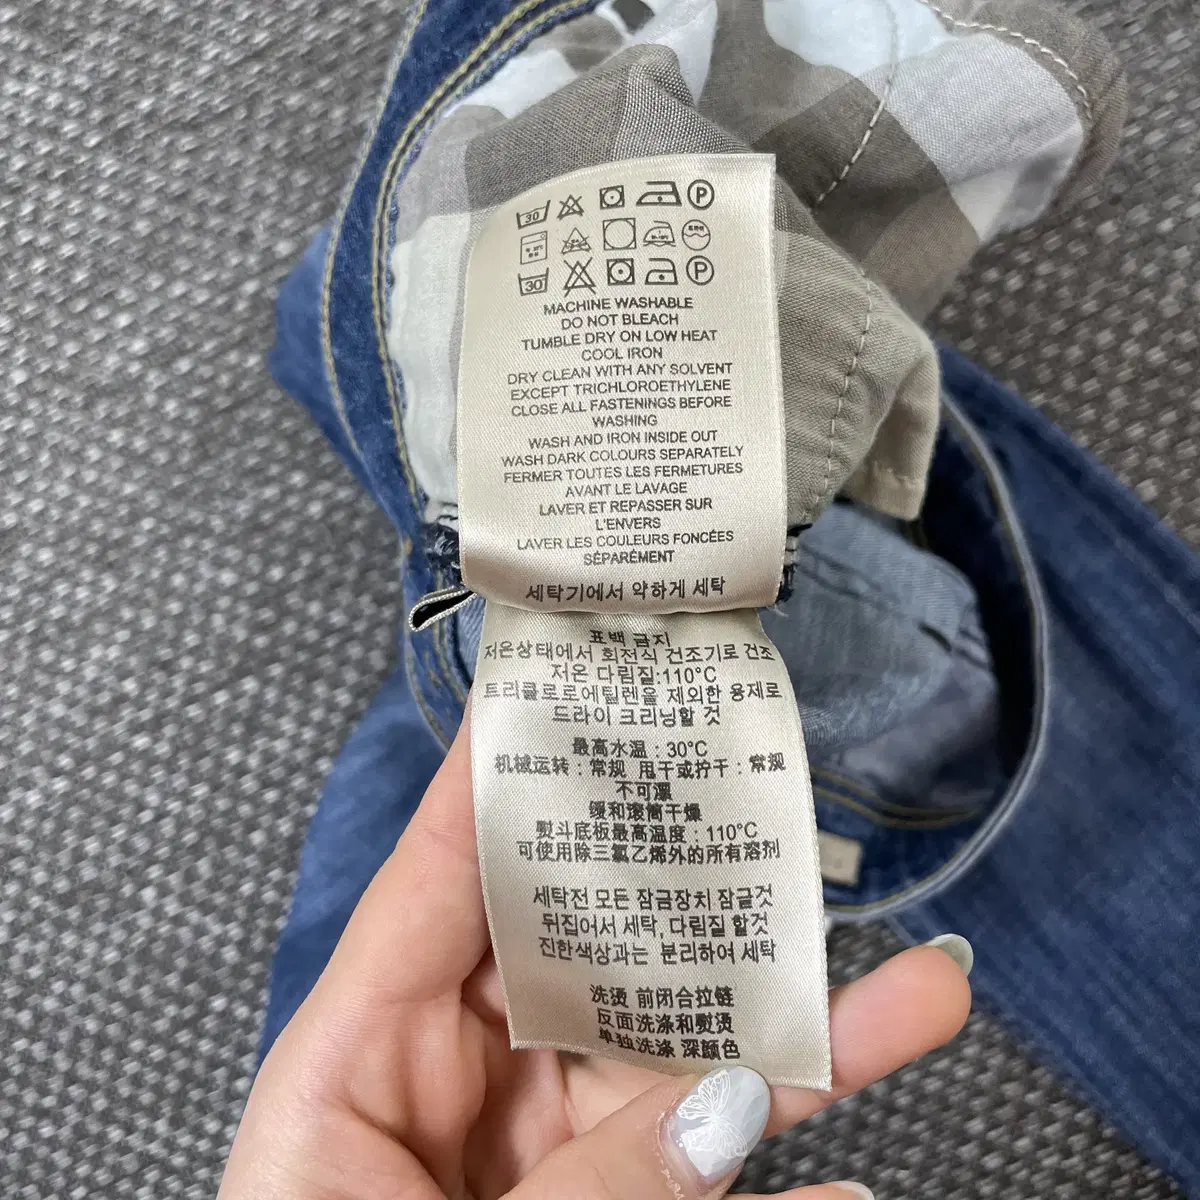 30 P
30 P
MACHINE WASHABLE
DO NOT BLEACH
TUMBLE DRY ON LOW HEAT
COOL IRON
DRY CLEAN WITH ANY SOLVENT
EXCEPT TRICHLOROETHYLENE
CLOSE ALL FASTENINGS BEFORE
WASHING
WASH AND IRON INSIDE OUT
WASH DARK COLOURS SEPARATELY
FERMER TOUTES LES FERMETURES
AVANT LE LAVAGE
LAVER ET REPASSER SUR
L'ENVERS
LAVER LES COULEURS FONCÉES
SÉPARÉMENT
세탁기에서 약하게 세탁
표백 금지
저온상태에서 회전식 건조기로 건조
저온 다림질:110°C
트리클로로에틸렌을 제외한 용제로
드라이 크리닝할 것
最高水温：30°C
机械运转：常规 甩干或拧干：常规
不可漂
缓和滚筒干燥
熨斗底板最高温度：110°C
可使用除三氯乙烯外的所有溶剂
세탁전 모든 잠금장치 잠글것
뒤집어서 세탁, 다림질 할것
진한색상과는 분리하여 세탁
洗烫 前闭合拉链
反面洗涤和熨烫
单独洗涤 深颜色